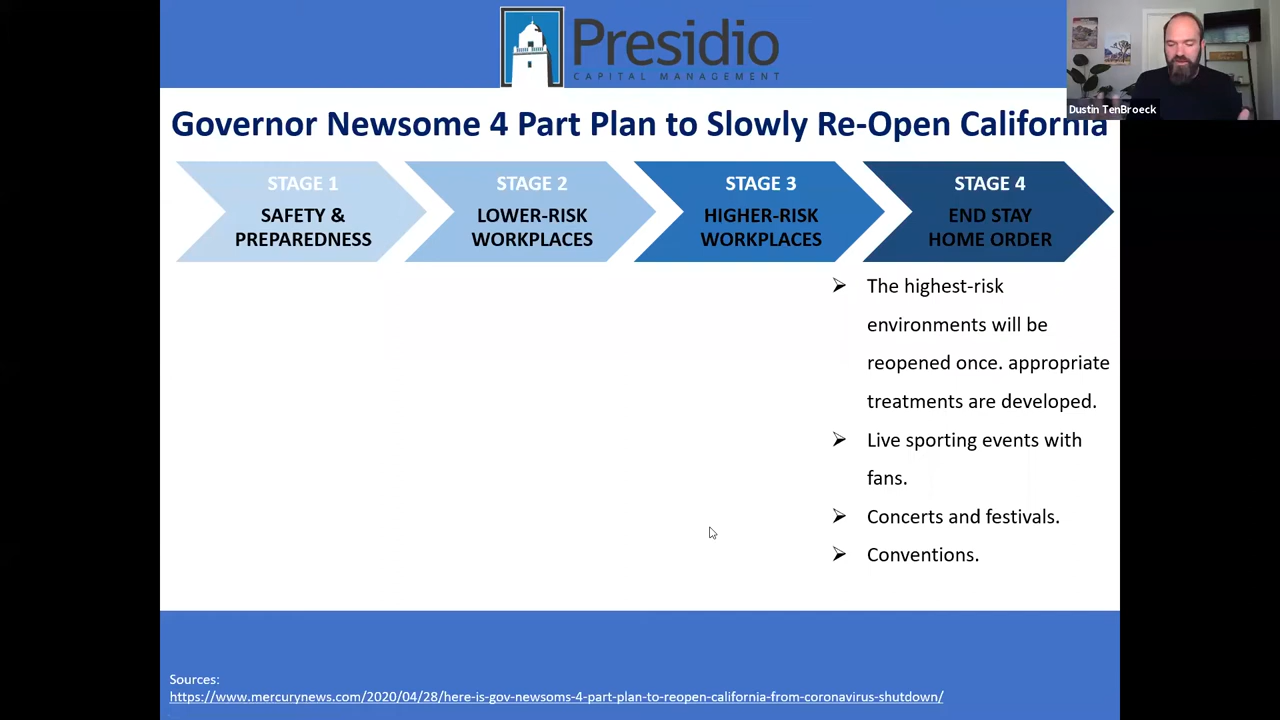 Presidio
CAPITAL MANAGEMENT
Dustin TenBroeck
Governor Newsome 4 Part Plan to Slowly Re-Open California
STAGE 1
SAFETY &
PREPAREDNESS
STAGE 2
LOWER-RISK
WORKPLACES
STAGE 3
HIGHER-RISK
WORKPLACES
STAGE 4
END STAY
HOME ORDER
The highest-risk
environments will be
reopened once. appropriate
treatments are developed.
Live sporting events with
fans.
Concerts and festivals.
Conventions.
Sources:
https://www.mercurynews.com/2020/04/28/here-is-gov-newsoms-4-part-plan-to-reopen-california-from-coronavirus-shutdown/